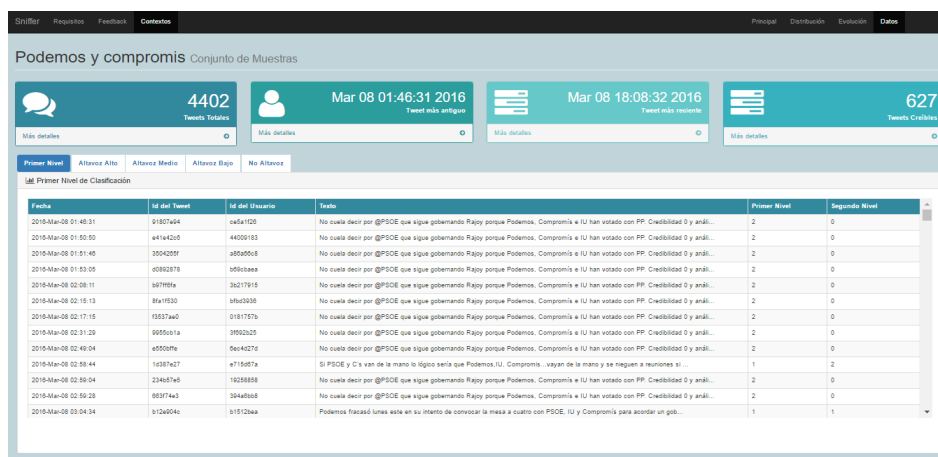 Sniffer Requisitos Feedback Contextos Principal Distribución Evolución Datos
Podemos y compromis Conjunto de Muestras
4402
Tweets Totales
Más detalles
Mar 08 01:46:31 2016
Tweet más antiguo
Más detalles
Mar 08 18:08:32 2016
Tweet más reciente
Más detalles
627
Tweets Creíbles
Más detalles
Primer Nivel Altavoz Alto Altavoz Medio Altavoz Bajo No Altavoz
Primer Nivel de Clasificación
Fecha Id del Tweet Id del Usuario Texto Primer Nivel Segundo Nivel
2016-Mar-08 01:46:31 91807e94 ce5a1f26 No cuela decir por @PSOE que sigue gobernando Rajoy porque Podemos, Compromís e IU han votado con PP. Credibilidad 0 y análi... 2 0
2016-Mar-08 01:50:50 e41e42c6 44009183 No cuela decir por @PSOE que sigue gobernando Rajoy porque Podemos, Compromís e IU han votado con PP. Credibilidad 0 y análi... 2 0
2016-Mar-08 01:51:46 3504265f a86a66c8 No cuela decir por @PSOE que sigue gobernando Rajoy porque Podemos, Compromís e IU han votado con PP. Credibilidad 0 y análi... 2 0
2016-Mar-08 01:53:05 d0892878 b69cbaea No cuela decir por @PSOE que sigue gobernando Rajoy porque Podemos, Compromís e IU han votado con PP. Credibilidad 0 y análi... 2 0
2016-Mar-08 02:08:11 b97ff6fa 3b217915 No cuela decir por @PSOE que sigue gobernando Rajoy porque Podemos, Compromís e IU han votado con PP. Credibilidad 0 y análi... 2 0
2016-Mar-08 02:15:13 8fa1f530 bfbd3936 No cuela decir por @PSOE que sigue gobernando Rajoy porque Podemos, Compromís e IU han votado con PP. Credibilidad 0 y análi... 2 0
2016-Mar-08 02:17:15 f3537ae0 0181757b No cuela decir por @PSOE que sigue gobernando Rajoy porque Podemos, Compromís e IU han votado con PP. Credibilidad 0 y análi... 2 0
2016-Mar-08 02:31:29 9956cb1a 3f692b25 No cuela decir por @PSOE que sigue gobernando Rajoy porque Podemos, Compromís e IU han votado con PP. Credibilidad 0 y análi... 2 0
2016-Mar-08 02:49:04 e550bffe 6ec4d27d No cuela decir por @PSOE que sigue gobernando Rajoy porque Podemos, Compromís e IU han votado con PP. Credibilidad 0 y análi... 2 0
2016-Mar-08 02:58:44 1d387e27 e715d67a Si PSOE y C's van de la mano lo lógico sería que Podemos,IU, Compromis...vayan de la mano y se nieguen a reuniones si ... 1 2
2016-Mar-08 02:59:04 234b57e5 19258858 No cuela decir por @PSOE que sigue gobernando Rajoy porque Podemos, Compromís e IU han votado con PP. Credibilidad 0 y análi... 2 0
2016-Mar-08 02:59:28 663f74e3 394a6bb8 No cuela decir por @PSOE que sigue gobernando Rajoy porque Podemos, Compromís e IU han votado con PP. Credibilidad 0 y análi... 2 0
2016-Mar-08 03:04:34 b12e904c b1512bea Podemos fracasó lunes este en su intento de convocar la mesa a cuatro con PSOE, IU y Compromís para acordar un gob... 1 1